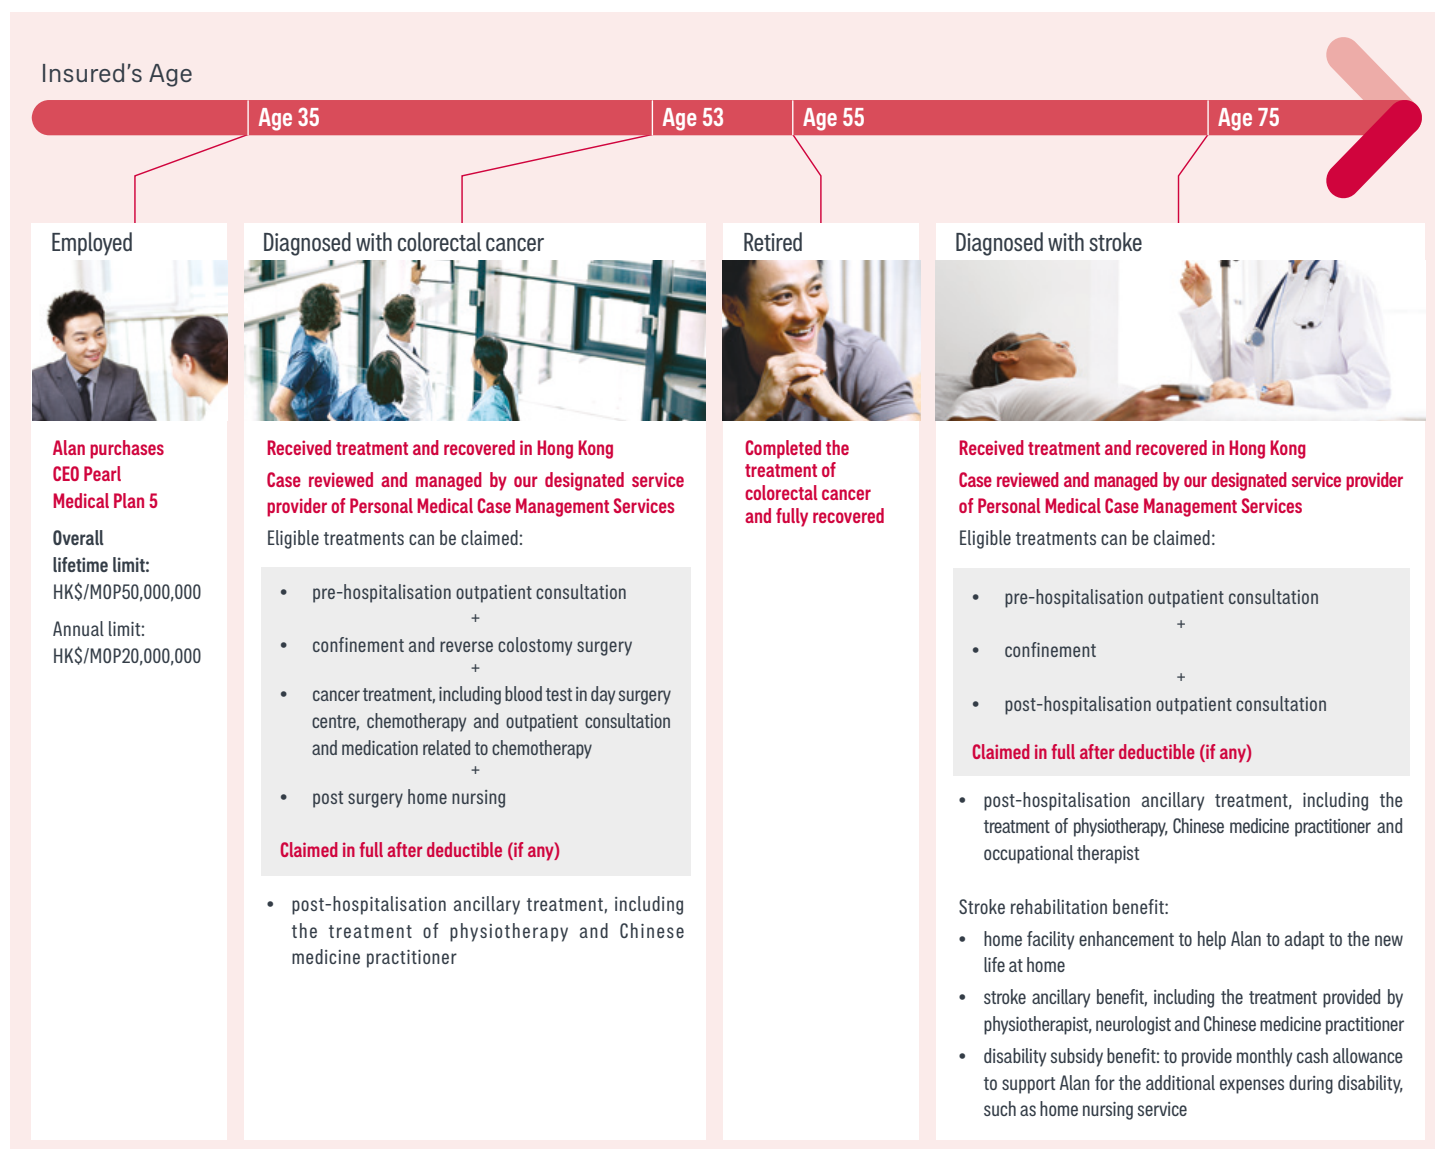 Insured's Age
Age 35
Age 53
Age 55
Age 75
Employed
Alan purchases
CEO Pearl
Medical Plan 5
Overall
lifetime limit:
HK$/MOP50,000,000
Annual limit:
HK$/MOP20,000,000
Diagnosed with colorectal cancer
Received treatment and recovered in Hong Kong
Case reviewed and managed by our designated service
provider of Personal Medical Case Management Services
Eligible treatments can be claimed:
• pre-hospitalisation outpatient consultation
+
• confinement and reverse colostomy surgery
+
• cancer treatment, including blood test in day surgery
centre, chemotherapy and outpatient consultation
and medication related to chemotherapy
+
• post surgery home nursing
Claimed in full after deductible (if any)
• post-hospitalisation ancillary treatment, including
the treatment of physiotherapy and Chinese
medicine practitioner
Retired
Completed the
treatment of
colorectal cancer
and fully recovered
Diagnosed with stroke
Received treatment and recovered in Hong Kong
Case reviewed and managed by our designated service provider
of Personal Medical Case Management Services
Eligible treatments can be claimed:
• pre-hospitalisation outpatient consultation
+
• confinement
+
• post-hospitalisation outpatient consultation
Claimed in full after deductible (if any)
• post-hospitalisation ancillary treatment, including the
treatment of physiotherapy, Chinese medicine practitioner and
occupational therapist
Stroke rehabilitation benefit:
• home facility enhancement to help Alan to adapt to the new
life at home
• stroke ancillary benefit, including the treatment provided by
physiotherapist, neurologist and Chinese medicine practitioner
• disability subsidy benefit: to provide monthly cash allowance
to support Alan for the additional expenses during disability,
such as home nursing service